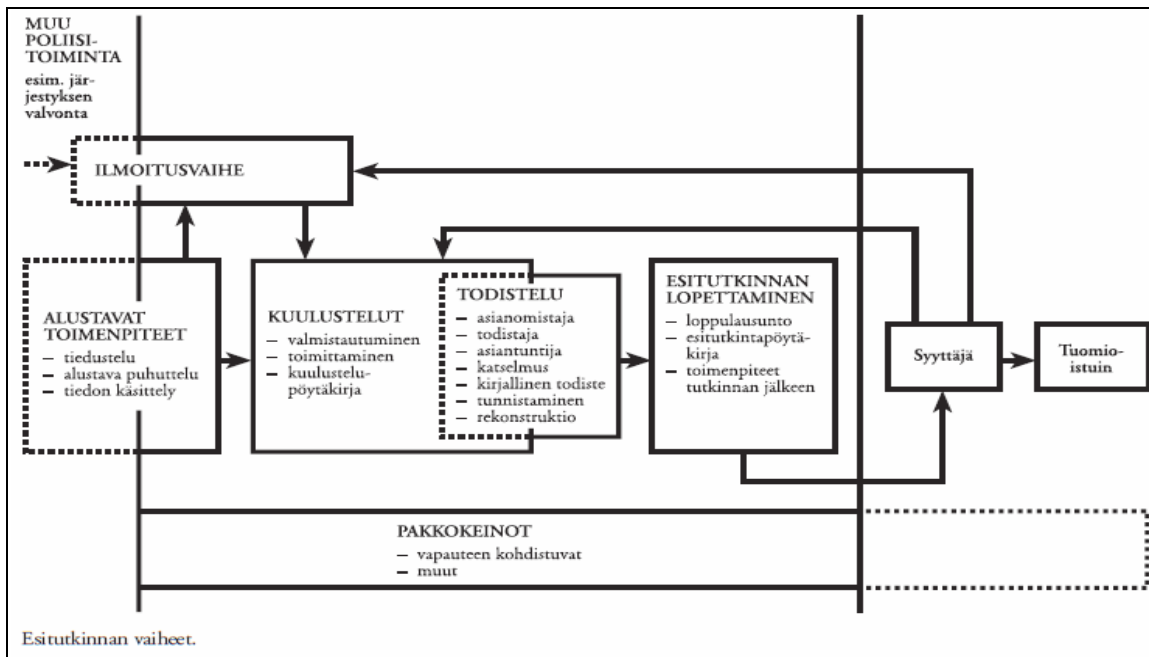 MUU
POLIISI-
TOIMINTA
esim. jär-
jestyksen
valvonta
ILMOITUSVAIHE
ALUSTAVAT
TOIMENPITEET
– tiedustelu
– alustava puhuttelu
– tiedon käsittely
KUULUSTELUT
– valmistautuminen
– toimittaminen
– kuulustelu-
pöytäkirja
TODISTELU
– asianomistaja
– todistaja
– asiantuntija
– katselmus
– kirjallinen todiste
– tunnistaminen
– rekonstruktio
ESITUTKINNAN
LOPETTAMINEN
– loppulausunto
– esitutkintapöytä-
kirja
– toimenpiteet
tutkinnan jälkeen
Syyttäjä
Tuomio-
istuin
PAKKOKEINOT
– vapauteen kohdistuvat
– muut
Esitutkinnan vaiheet.